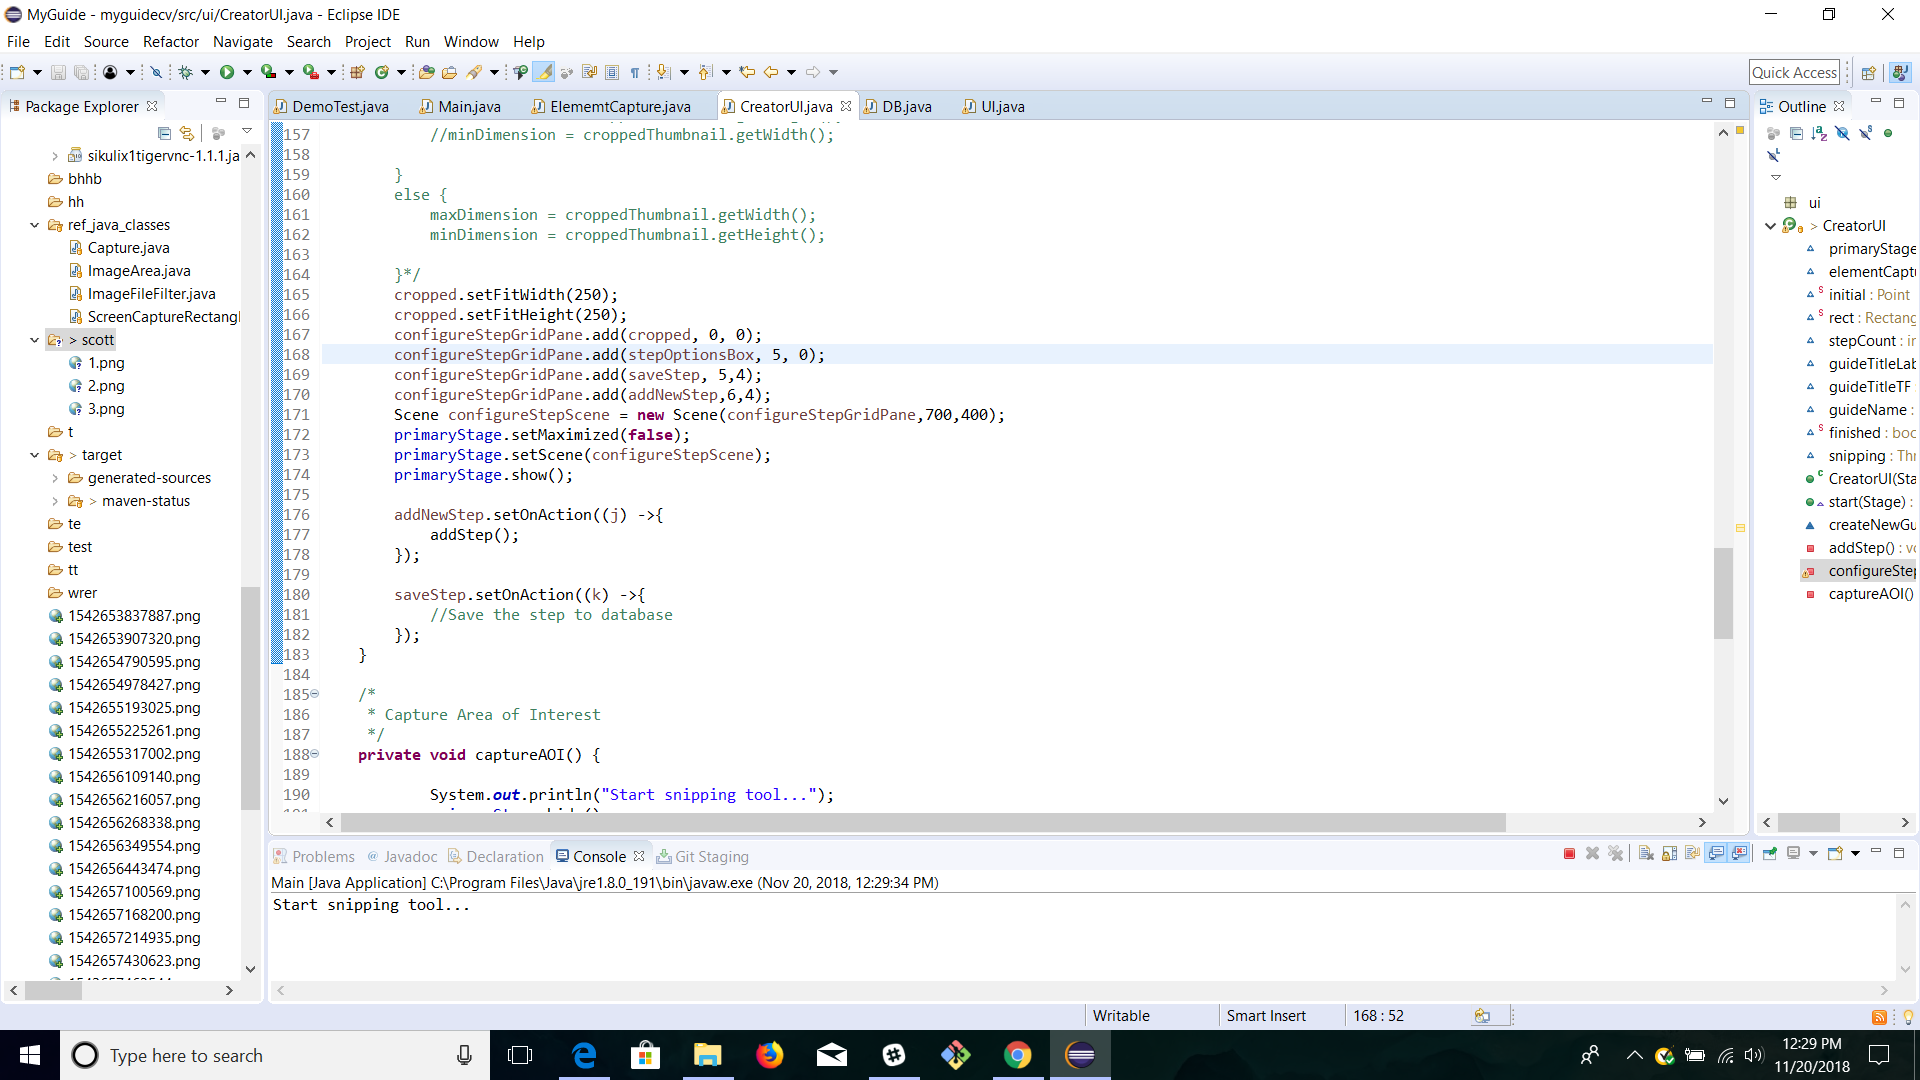 MyGuide - myguidecv/src/ui/CreatorUI.java - Eclipse IDE
File Edit Source Refactor Navigate Search Project Run Window Help
Quick Access
Package Explorer
sikulix1tigervnc-1.1.1.ja
bhhb
hh
ref_java_classes
Capture.java
ImageArea.java
ImageFileFilter.java
ScreenCaptureRectangl
> scott
1.png
2.png
3.png
t
> target
generated-sources
> maven-status
te
test
tt
wrer
1542653837887.png
1542653907320.png
1542654790595.png
1542654978427.png
1542655193025.png
1542655225261.png
1542655317002.png
1542656109140.png
1542656216057.png
1542656268338.png
1542656349554.png
1542656443474.png
1542657100569.png
1542657168200.png
1542657214935.png
1542657430623.png
DemoTest.java Main.java ElememtCapture.java CreatorUI.java DB.java UI.java
157 //minDimension = croppedThumbnail.getWidth();
158
159 }
160 else {
161 maxDimension = croppedThumbnail.getWidth();
162 minDimension = croppedThumbnail.getHeight();
163
164 }*/
165 cropped.setFitWidth(250);
166 cropped.setFitHeight(250);
167 configureStepGridPane.add(cropped, 0, 0);
168 configureStepGridPane.add(stepOptionsBox, 5, 0);
169 configureStepGridPane.add(saveStep, 5,4);
170 configureStepGridPane.add(addNewStep,6,4);
171 Scene configureStepScene = new Scene(configureStepGridPane,700,400);
172 primaryStage.setMaximized(false);
173 primaryStage.setScene(configureStepScene);
174 primaryStage.show();
175
176 addNewStep.setOnAction((j) ->{
177 addStep();
178 });
179
180 saveStep.setOnAction((k) ->{
181 //Save the step to database
182 });
183 }
184
185 /*
186 * Capture Area of Interest
187 */
188 private void captureAOI() {
189
190 System.out.println("Start snipping tool...");
Outline
ui
> CreatorUI
primaryStage
elementCaptu
initial : Point
rect : Rectang
stepCount : in
guideTitleLab
guideTitleTF
guideName :
finished : boo
snipping : Thr
CreatorUI(Sta
start(Stage) :
createNewGu
addStep() : vo
configureStep
captureAOI()
Problems @ Javadoc Declaration Console Git Staging
Main [Java Application] C:\Program Files\Java\jre1.8.0_191\bin\javaw.exe (Nov 20, 2018, 12:29:34 PM)
Start snipping tool...
Writable Smart Insert 168 : 52
Type here to search
12:29 PM
11/20/2018